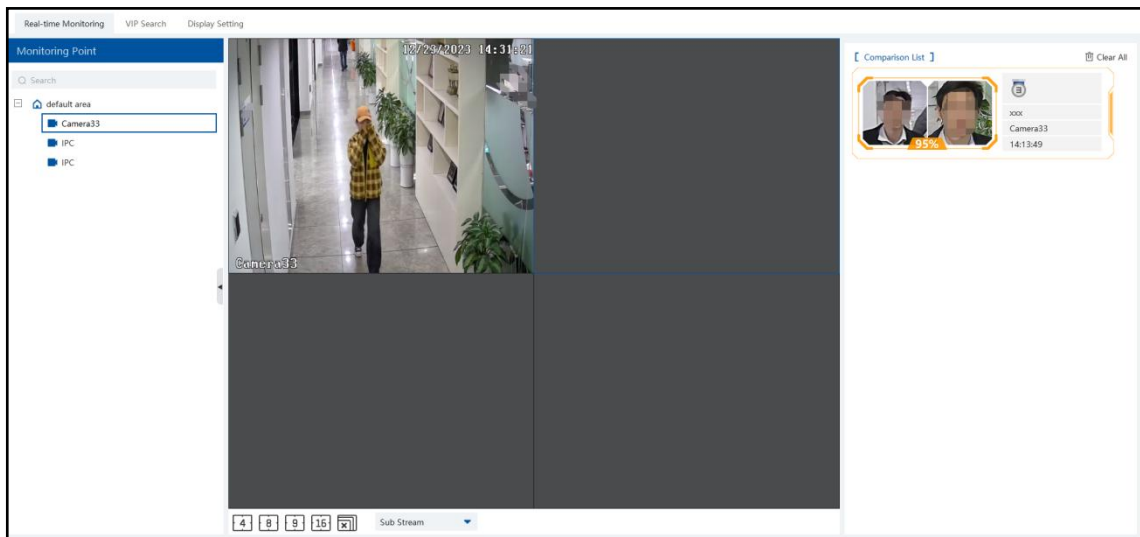 Real-time Monitoring VIP Search Display Setting
Monitoring Point
Search
default area
Camera33
IPC
IPC
12/29/2023 14:31:21
Camera33
4 8 9 16
Sub Stream
[ Comparison List ] Clear All
3
xxx
Camera33
95% 14:13:49